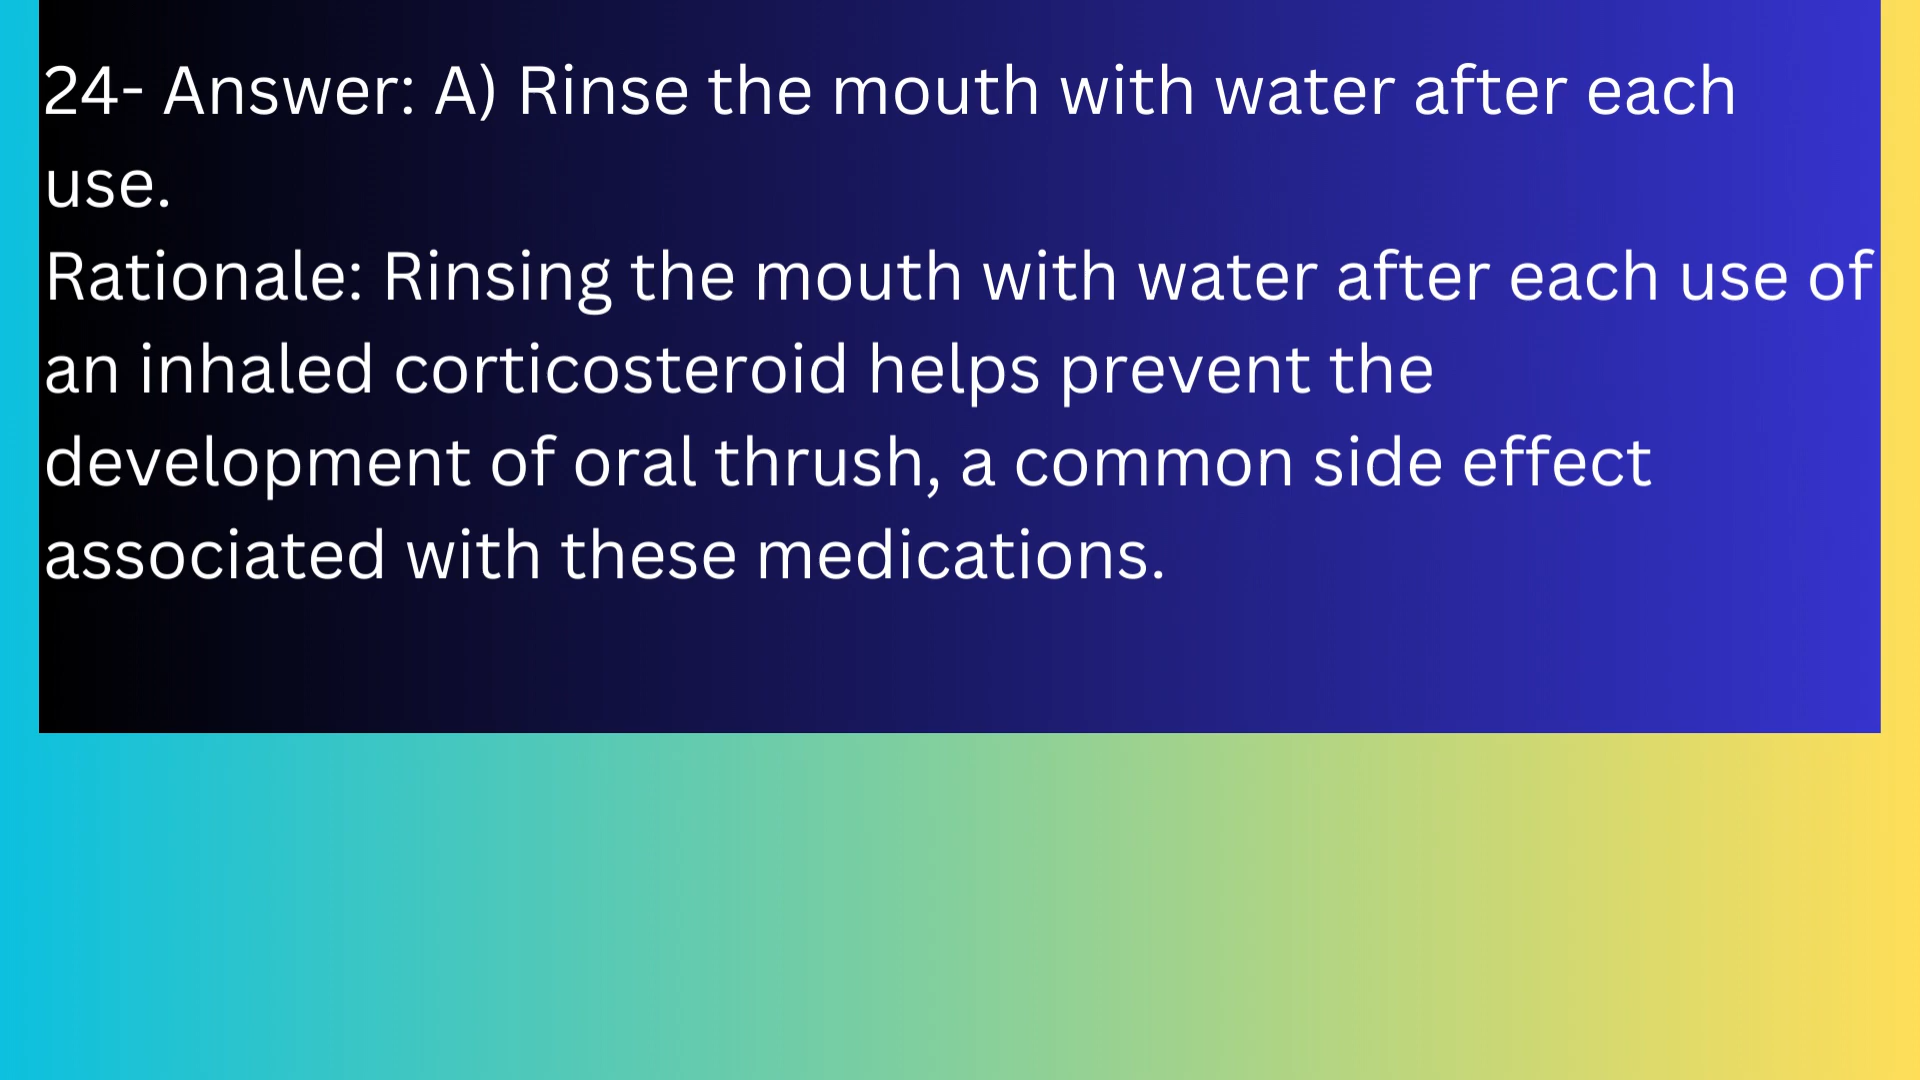 24- Answer: A) Rinse the mouth with water after each
use.
Rationale: Rinsing the mouth with water after each use of
an inhaled corticosteroid helps prevent the
development of oral thrush, a common side effect
associated with these medications.